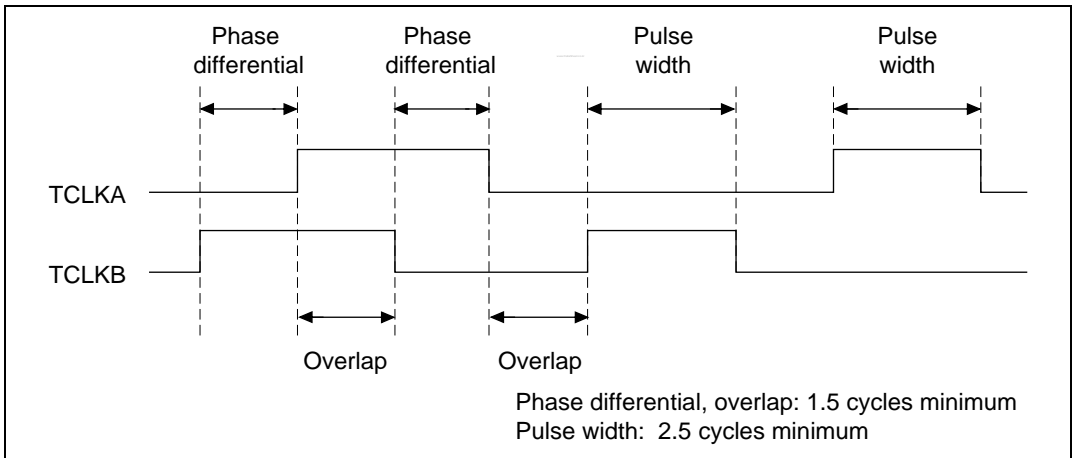 Phase differential
Phase differential
Pulse width
Pulse width
TCLKA
TCLKB
Overlap
Overlap
Phase differential, overlap: 1.5 cycles minimum
Pulse width: 2.5 cycles minimum